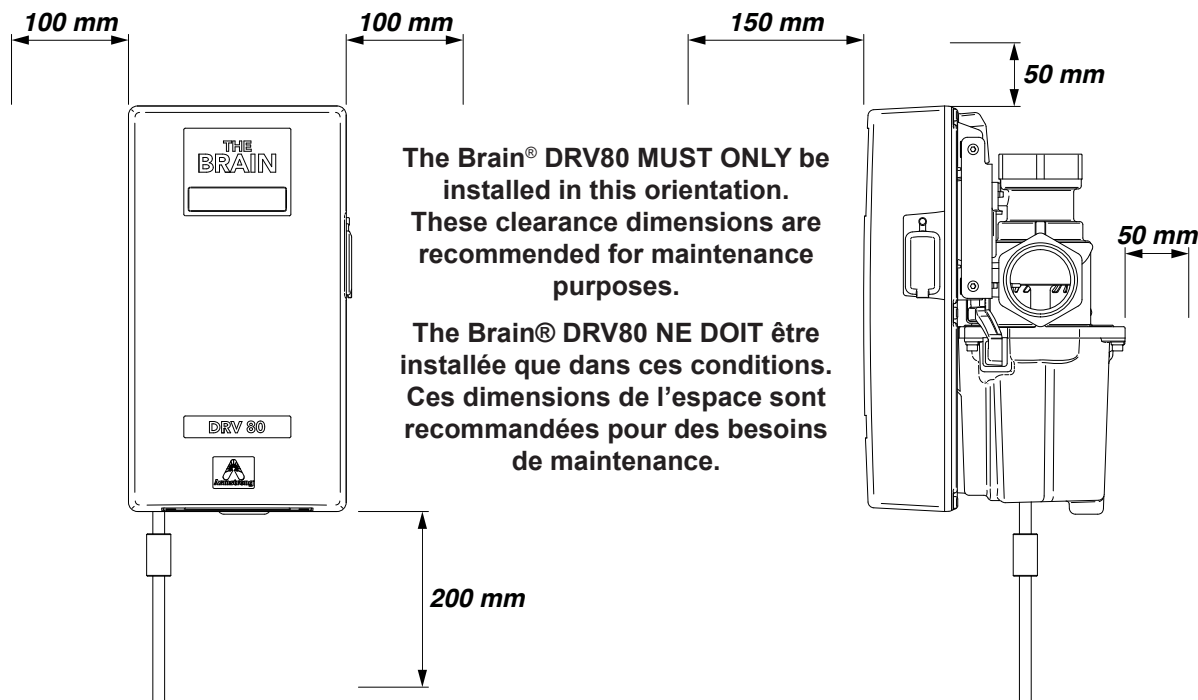 100 mm
100 mm
150 mm
50 mm
THE
BRAIN
The Brain® DRV80 MUST ONLY be
installed in this orientation.
These clearance dimensions are
recommended for maintenance
purposes.
50 mm
The Brain® DRV80 NE DOIT être
installée que dans ces conditions.
Ces dimensions de l'espace sont
recommandées pour des besoins
de maintenance.
DRV 80
Armstrong
200 mm